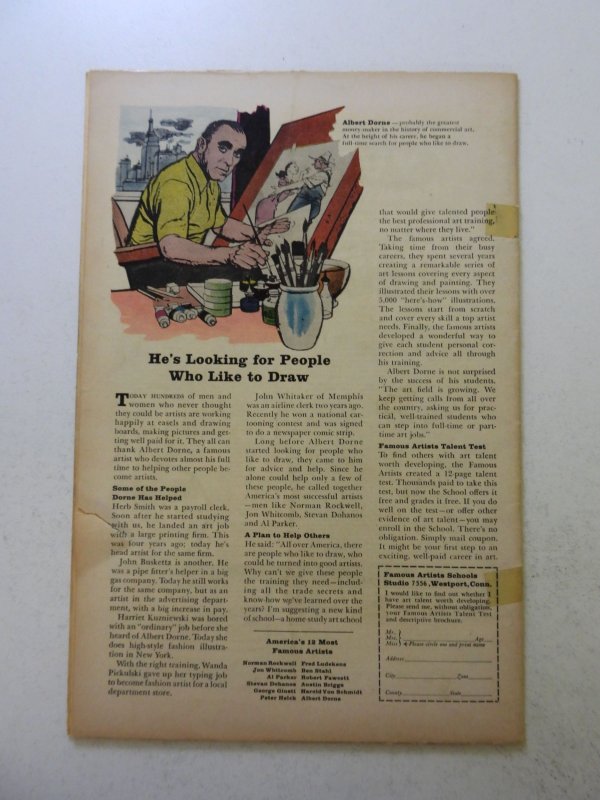 Albert Dorne — probably the greatest
money-maker in the history of commercial art.
At the height of his career, he began a
full-time search for people who like to draw.
He's Looking for People
Who Like to Draw
TODAY HUNDREDS of men and
women who never thought
they could be artists are working
happily at easels and drawing
boards, making pictures and get-
ting well paid for it. They all can
thank Albert Dorne, a famous
artist who devotes almost his full
time to helping other people be-
come artists.
Some of the People
Dorne Has Helped
Herb Smith was a payroll clerk.
Soon after he started studying
with us, he landed an art job
with a large printing firm. This
was four years ago; today he's
head artist for the same firm.
John Busketta is another. He
was a pipe fitter's helper in a big
gas company. Today he still works
for the same company, but as an
artist in the advertising depart-
ment, with a big increase in pay.
Harriet Kuzniewski was bored
with an "ordinary" job before she
heard of Albert Dorne. Today she
does high-style fashion illustra-
tion in New York.
With the right training, Wanda
Pickulski gave up her typing job
to become fashion artist for a local
department store.
John Whitaker of Memphis
was an airline clerk two years ago.
Recently he won a national car-
tooning contest and was signed
to do a newspaper comic strip.
Long before Albert Dorne
started looking for people who
like to draw, they came to him
for advice and help. Since he
alone could help only a few of
these people, he called together
America's most successful artists
—men like Norman Rockwell,
Jon Whitcomb, Stevan Dohanos
and Al Parker.
A Plan to Help Others
He said: "All over America, there
are people who like to draw, who
could be turned into good artists.
Why can't we give these people
the training they need—includ-
ing all the trade secrets and
know how we've learned over the
years? I'm suggesting a new kind
of school—a home study art school
America's 12 Most
Famous Artists
Norman Rockwell Fred Ludekens
Jon Whitcomb Ben Stahl
Al Parker Robert Fawcett
Stevan Dohanos Austin Briggs
George Giusti Harold Von Schmidt
Peter Helck Albert Dorne
that would give talented people
the best professional art training,
no matter where they live."
The famous artists agreed.
Taking time from their busy
careers, they spent several years
creating a remarkable series of
art lessons covering every aspect
of drawing and painting. They
illustrated their lessons with over
5,000 "here's-how" illustrations.
The lessons start from scratch
and cover every skill a top artist
needs. Finally, the famous artists
developed a wonderful way to
give each student personal cor-
rection and advice all through
his training.
Albert Dorne is not surprised
by the success of his students.
"The art field is growing. We
keep getting calls from all over
the country, asking us for prac-
tical, well-trained students who
can step into full-time or part-
time art jobs."
Famous Artists Talent Test
To find others with art talent
worth developing, the Famous
Artists created a 12-page talent
test. Thousands paid to take this
test, but now the School offers it
free and grades it free. If you do
well on the test—or offer other
evidence of art talent—you may
enroll in the School. There's no
obligation. Simply mail coupon.
It might be your first step to an
exciting, well-paid career in art.
Famous Artists Schools
Studio 7356, Westport, Conn.
I would like to find out whether I
have art talent worth developing.
Please send me, without obligation,
your Famous Artists Talent Test
and descriptive brochure.
Mr.
Mrs. Age
Miss Please circle one and print name
Address
City Zone
County State